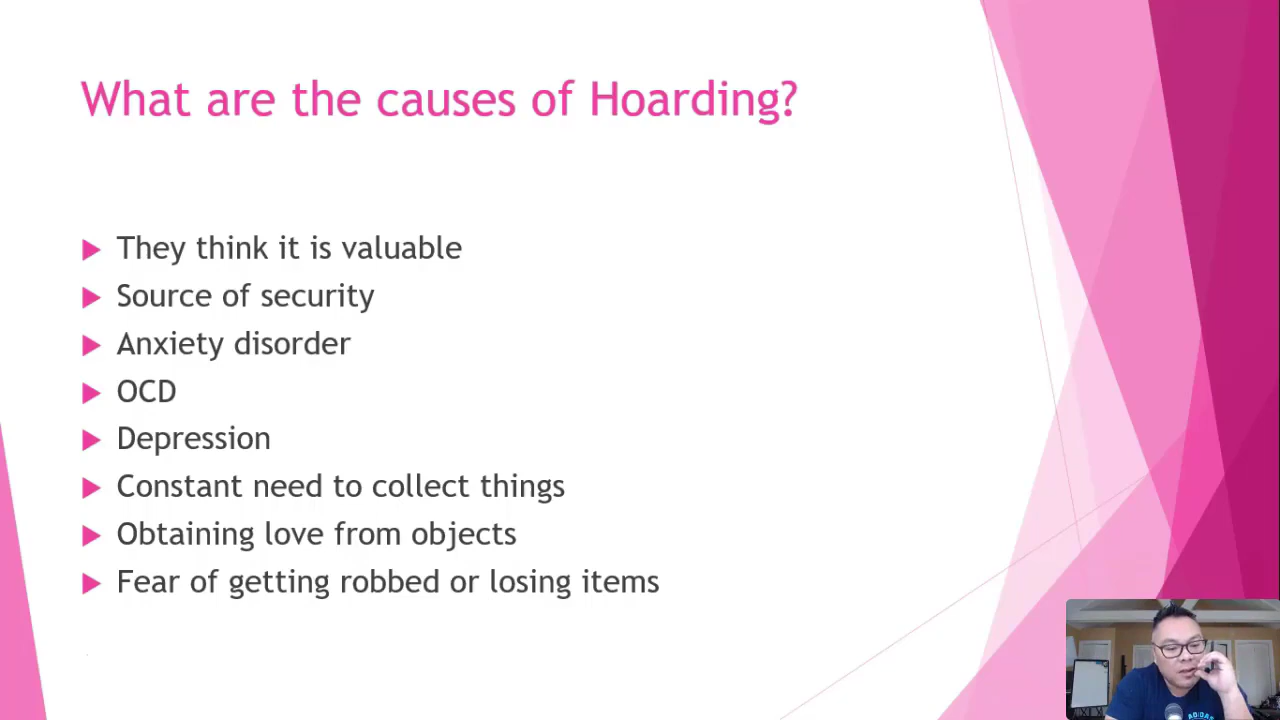 What are the causes of Hoarding?
They think it is valuable
Source of security
Anxiety disorder
OCD
Depression
Constant need to collect things
Obtaining love from objects
Fear of getting robbed or losing items